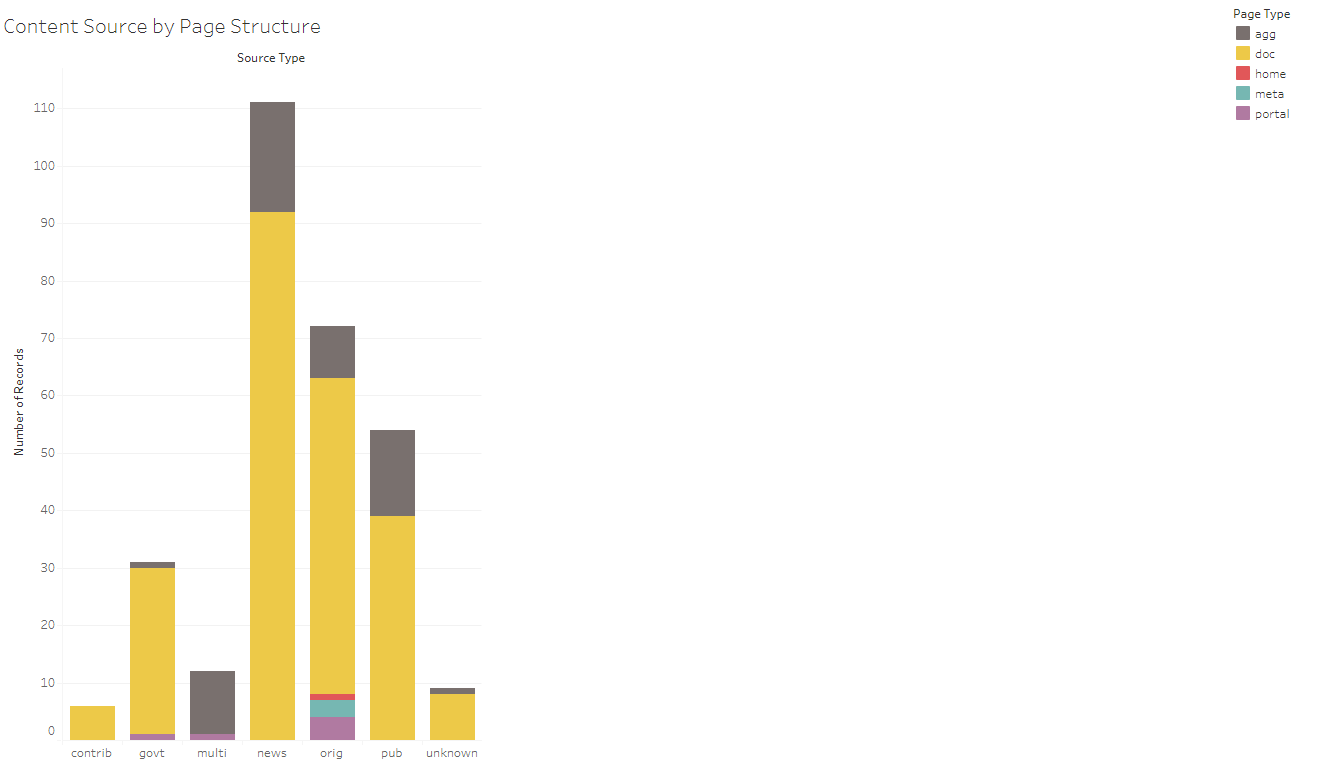 Content Source by Page Structure
Source Type
Number of Records
110
100
90
80
70
60
50
40
30
20
10
0
contrib govt multi news orig pub unknown
Page Type
agg
doc
home
meta
portal